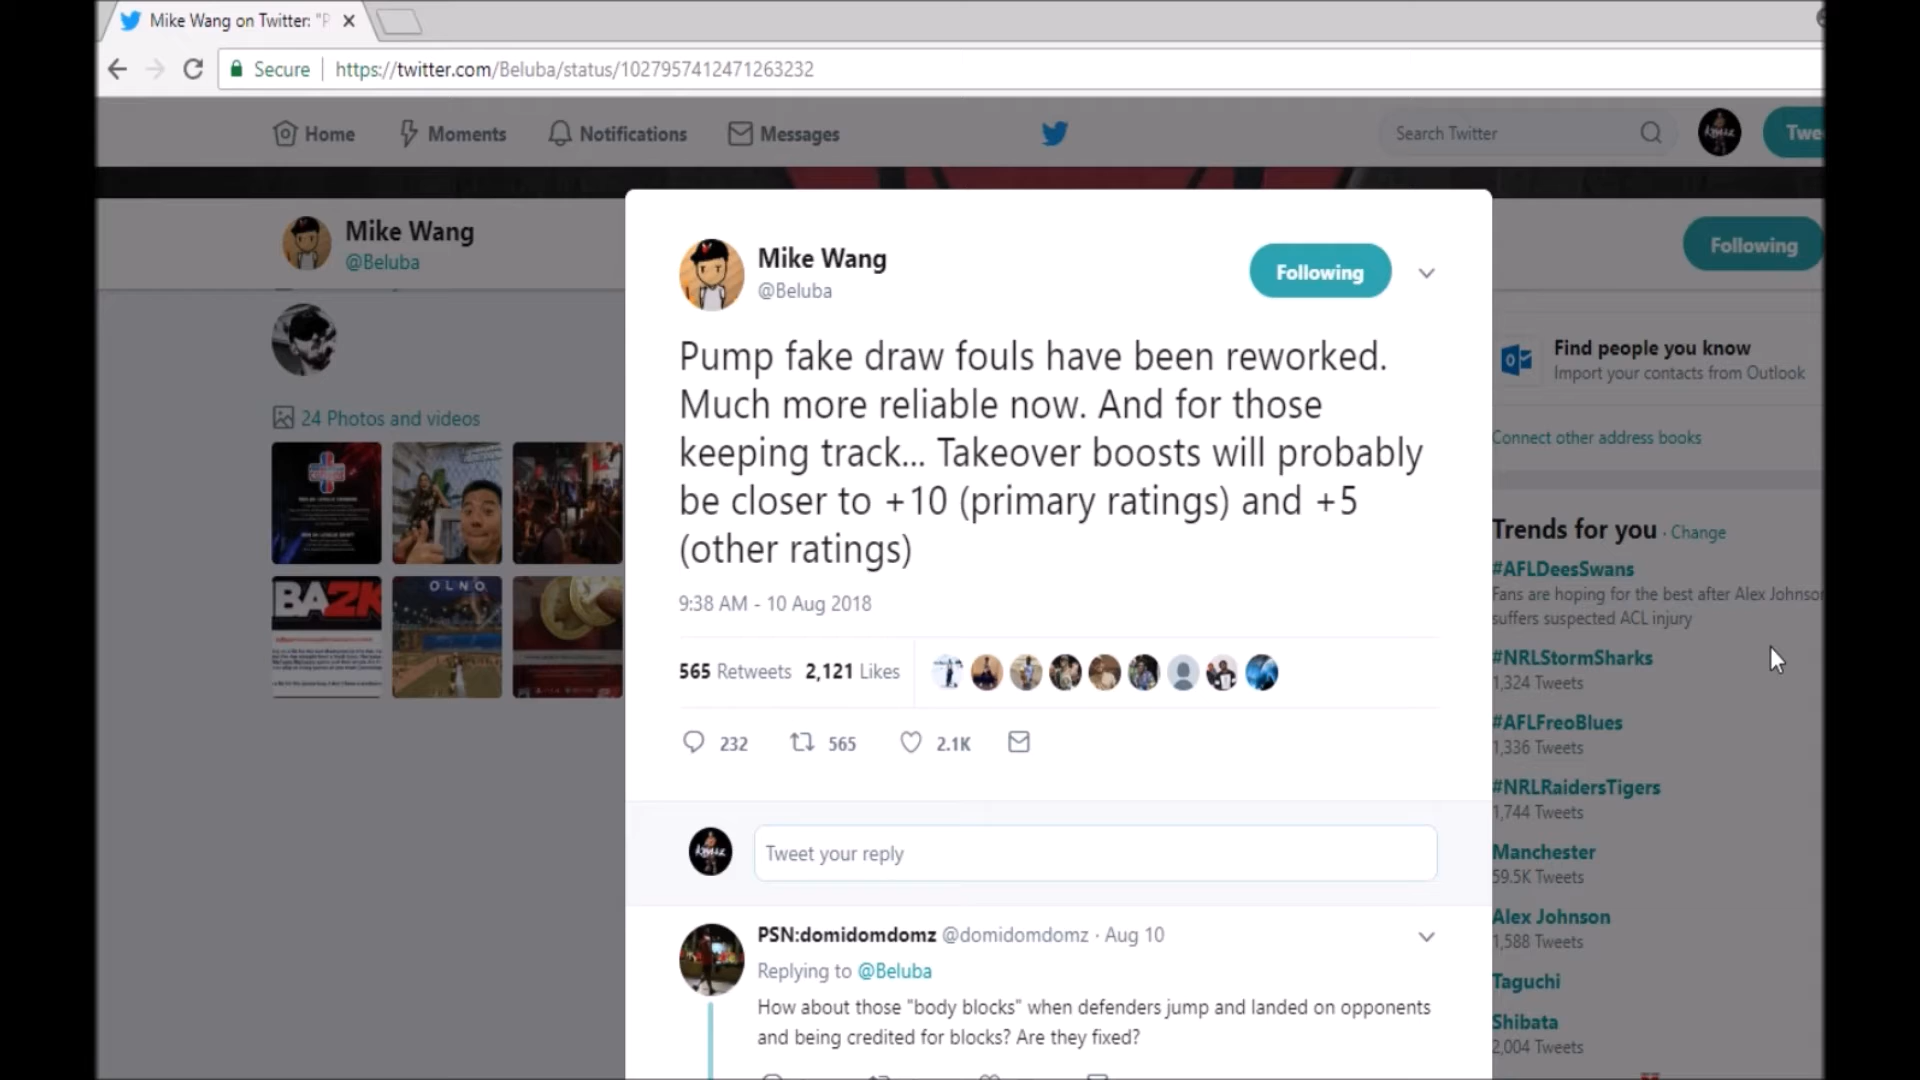 Mike Wang on Twitter: "P
Secure
https://twitter.com/Beluba/status/1027957412471263232
Home
Moments
Notifications
Messages
Search Twitter
Twe
Mike Wang
@Beluba
Following
24 Photos and videos
OLNO
BA2K
Mike Wang
@Beluba
Following
Pump fake draw fouls have been reworked.
Much more reliable now. And for those
keeping track... Takeover boosts will probably
be closer to +10 (primary ratings) and +5
(other ratings)
9:38 AM - 10 Aug 2018
565 Retweets 2,121 Likes
232 565 2.1K
Tweet your reply
PSN:domidomdomz @domidomdomz · Aug 10
Replying to @Beluba
How about those "body blocks" when defenders jump and landed on opponents
and being credited for blocks? Are they fixed?
Find people you know
Import your contacts from Outlook
Connect other address books
Trends for you · Change
#AFLDeesSwans
Fans are hoping for the best after Alex Johnson
suffers suspected ACL injury
#NRLStormSharks
1,324 Tweets
#AFLFreoBlues
1,336 Tweets
#NRLRaidersTigers
1,744 Tweets
Manchester
59.5K Tweets
Alex Johnson
1,588 Tweets
Taguchi
Shibata
2,004 Tweets